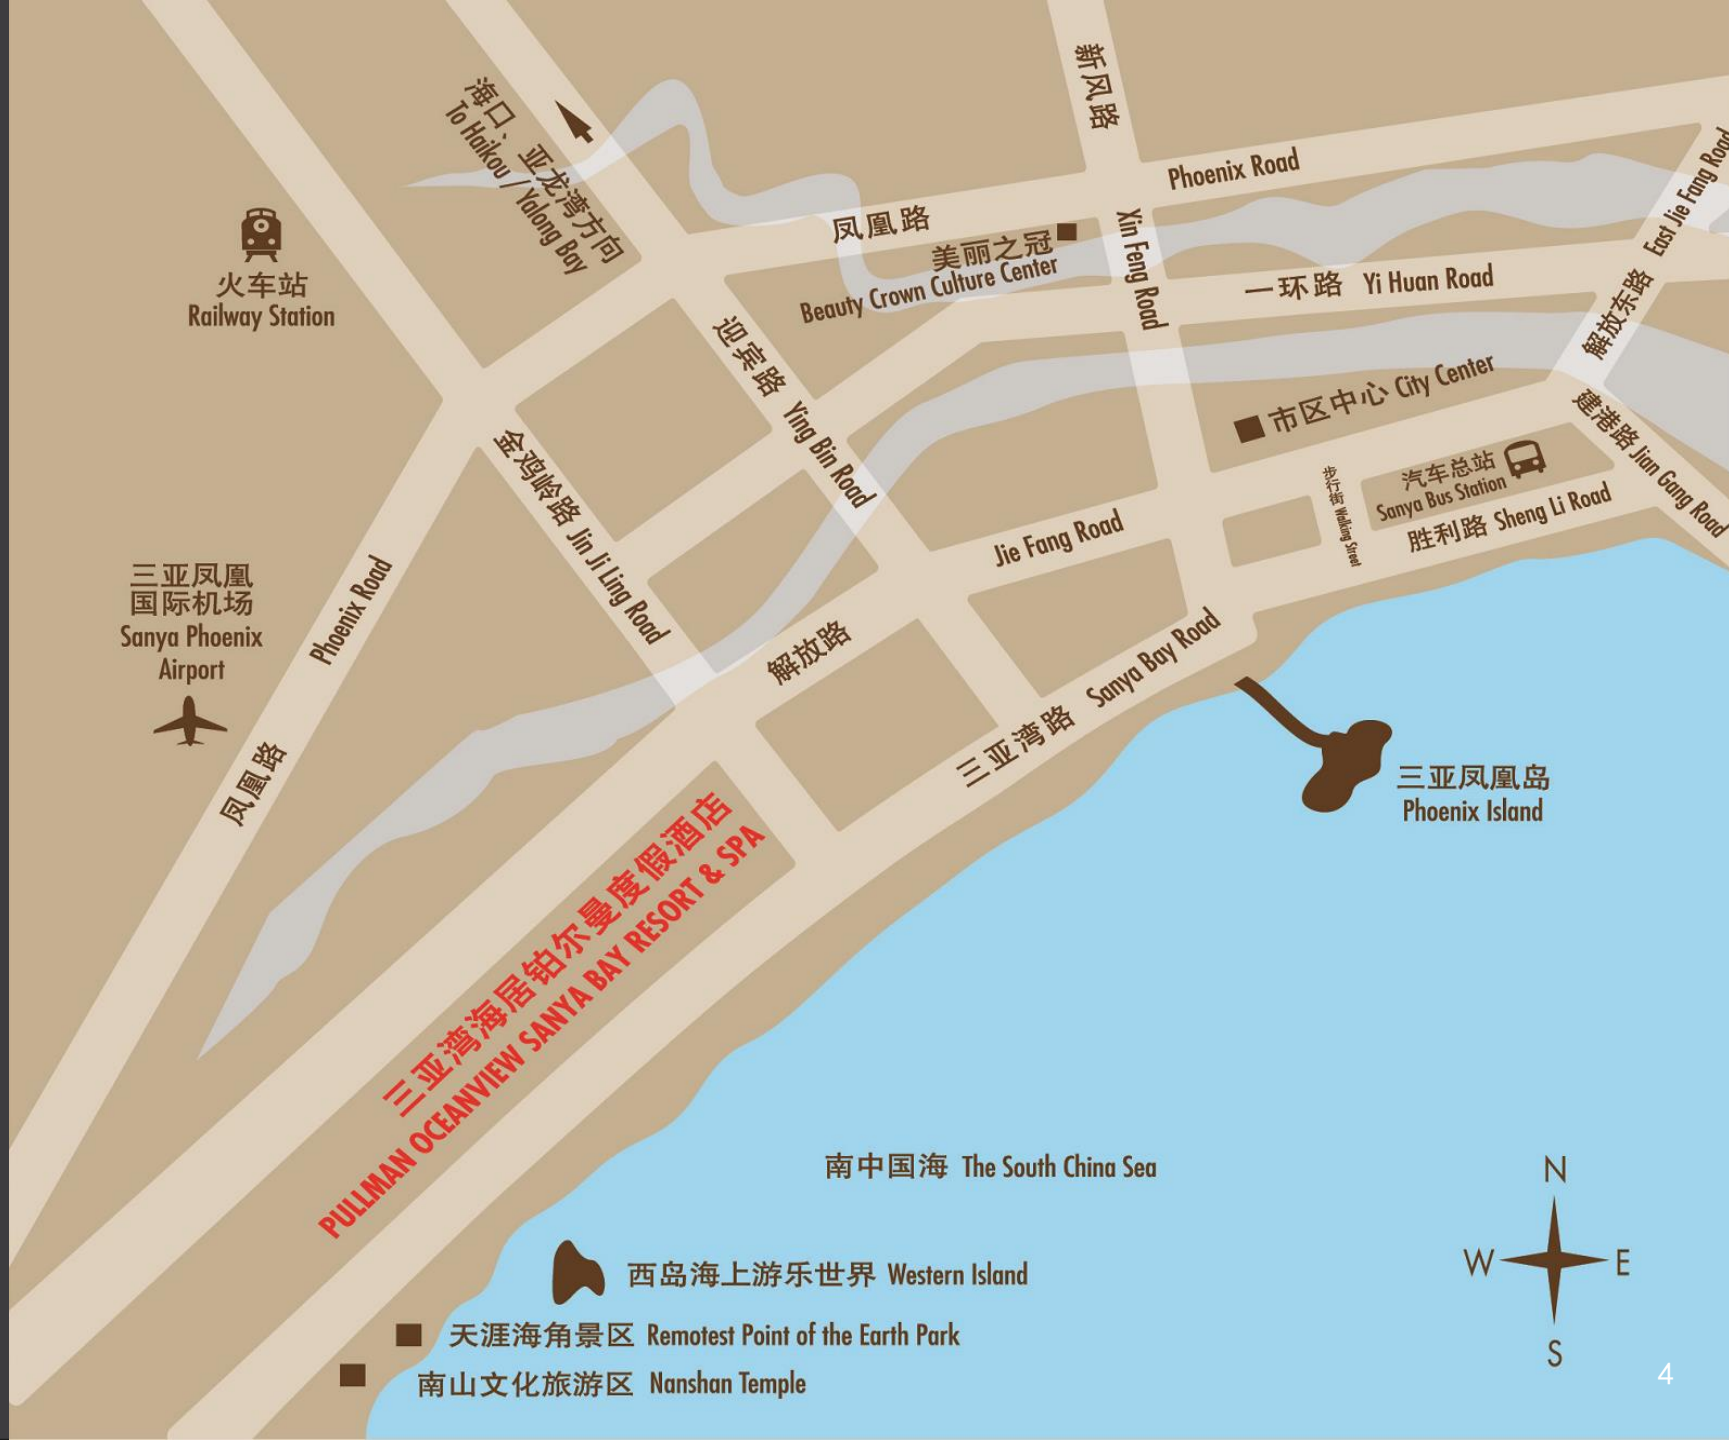 新风路
海口、亚龙湾方向
To Haikou / Yalong Bay
Phoenix Road
East Jie Fang Road
凤凰路
美丽之冠
Beauty Crown Culture Center
Xin Feng Road
火车站
Railway Station
一环路 Yi Huan Road
解放东路
迎宾路 Ying Bin Road
市区中心 City Center
建港路 Jian Gang Road
金鸡岭路 Jin Ji Ling Road
步行街 Walking Street
汽车总站
Sanya Bus Station
胜利路 Sheng Li Road
Jie Fang Road
三亚凤凰
国际机场
Sanya Phoenix
Airport
Phoenix Road
解放路
三亚湾路 Sanya Bay Road
凤凰路
三亚凤凰岛
Phoenix Island
三亚湾海居铂尔曼度假酒店
PULLMAN OCEANVIEW SANYA BAY RESORT & SPA
南中国海 The South China Sea
N
W
E
S
西岛海上游乐世界 Western Island
天涯海角景区 Remotest Point of the Earth Park
南山文化旅游区 Nanshan Temple
4